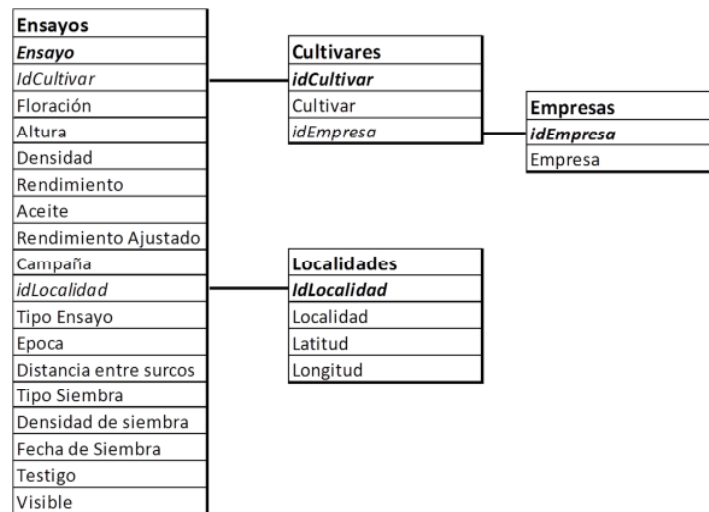 Ensayos
Ensayo
IdCultivar
Floración
Altura
Densidad
Rendimiento
Aceite
Rendimiento Ajustado
Campaña
idLocalidad
Tipo Ensayo
Epoca
Distancia entre surcos
Tipo Siembra
Densidad de siembra
Fecha de Siembra
Testigo
Visible
Cultivares
idCultivar
Cultivar
idEmpresa
Empresas
idEmpresa
Empresa
Localidades
IdLocalidad
Localidad
Latitud
Longitud